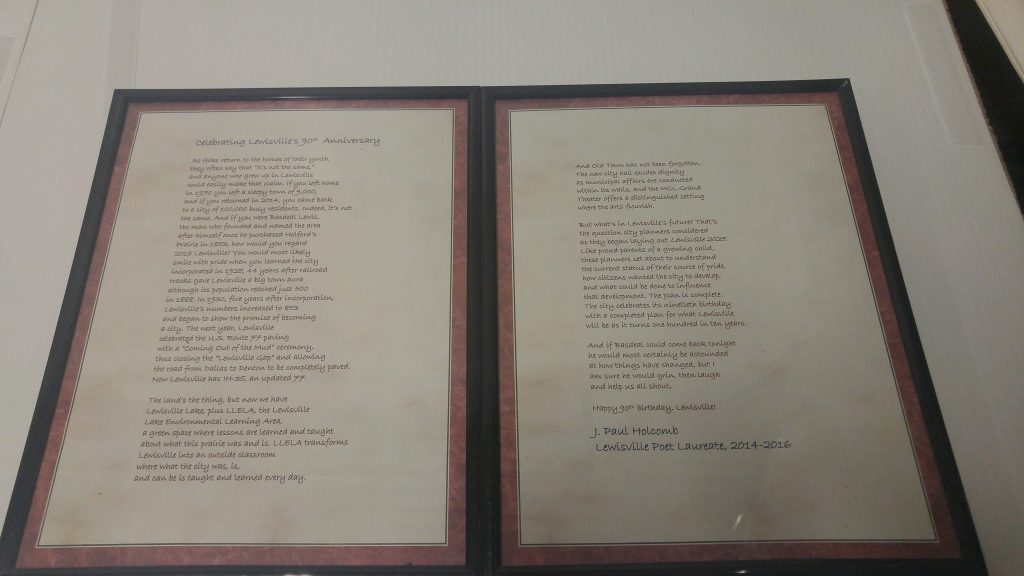 Celebrating Lewisville's 90th Anniversary
As folks return to the homes of their youth,
they often say that "It's not the same,"
and anyone who grew up in Lewisville
could easily make that claim. If you left home
in 1970 you left a sleepy town of 9,000,
and if you returned in 2014, you came back
to a city of 100,000 busy residents. Indeed, it's not
the same. And if you were Basdeal Lewis,
the man who founded and named the area
after himself once he purchased Holford's
Prairie in 1853, how would you regard
2015 Lewisville? You would most likely
smile with pride when you learned the city
incorporated in 1925, 44 years after railroad
tracks gave Lewisville a big town aura
although its population reached just 500
in 1888. In 1930, five years after incorporation,
Lewisville's numbers increased to 853
and began to show the promise of becoming
a city. The next year, Lewisville
celebrated the U.S. Route 77 paving
with a "Coming Out of the Mud" ceremony,
thus closing the "Lewisville Gap" and allowing
the road from Dallas to Denton to be completely paved.
Now Lewisville has IH-35, an updated 77.
The land's the thing, but now we have
Lewisville Lake, plus LLELA, the Lewisville
Lake Environmental Learning Area,
a green space where lessons are learned and taught
about what this prairie was and is. LLELA transforms
Lewisville into an outside classroom
where what the city was, is,
and can be is taught and learned every day.
And Old Town has not been forgotten.
The new city hall exudes dignity
as municipal affairs are conducted
within its walls, and the MCL Grand
Theater offers a distinguished setting
where the arts flourish.
But what's in Lewisville's future? That's
the question city planners considered
as they began laying out Lewisville 2025.
Like proud parents of a growing child,
these planners set about to understand
the current status of their source of pride,
how citizens wanted the city to develop,
and what could be done to influence
that development. The plan is complete.
The city celebrates its ninetieth birthday
with a completed plan for what Lewisville
will be as it turns one hundred in ten years.
And if Basdeal could come back tonight
he would most certainly be astounded
at how things have changed, but I
am sure he would grin, then laugh
and help us all shout,
Happy 90th birthday, Lewisville!
J. Paul Holcomb
Lewisville Poet Laureate, 2014-2016